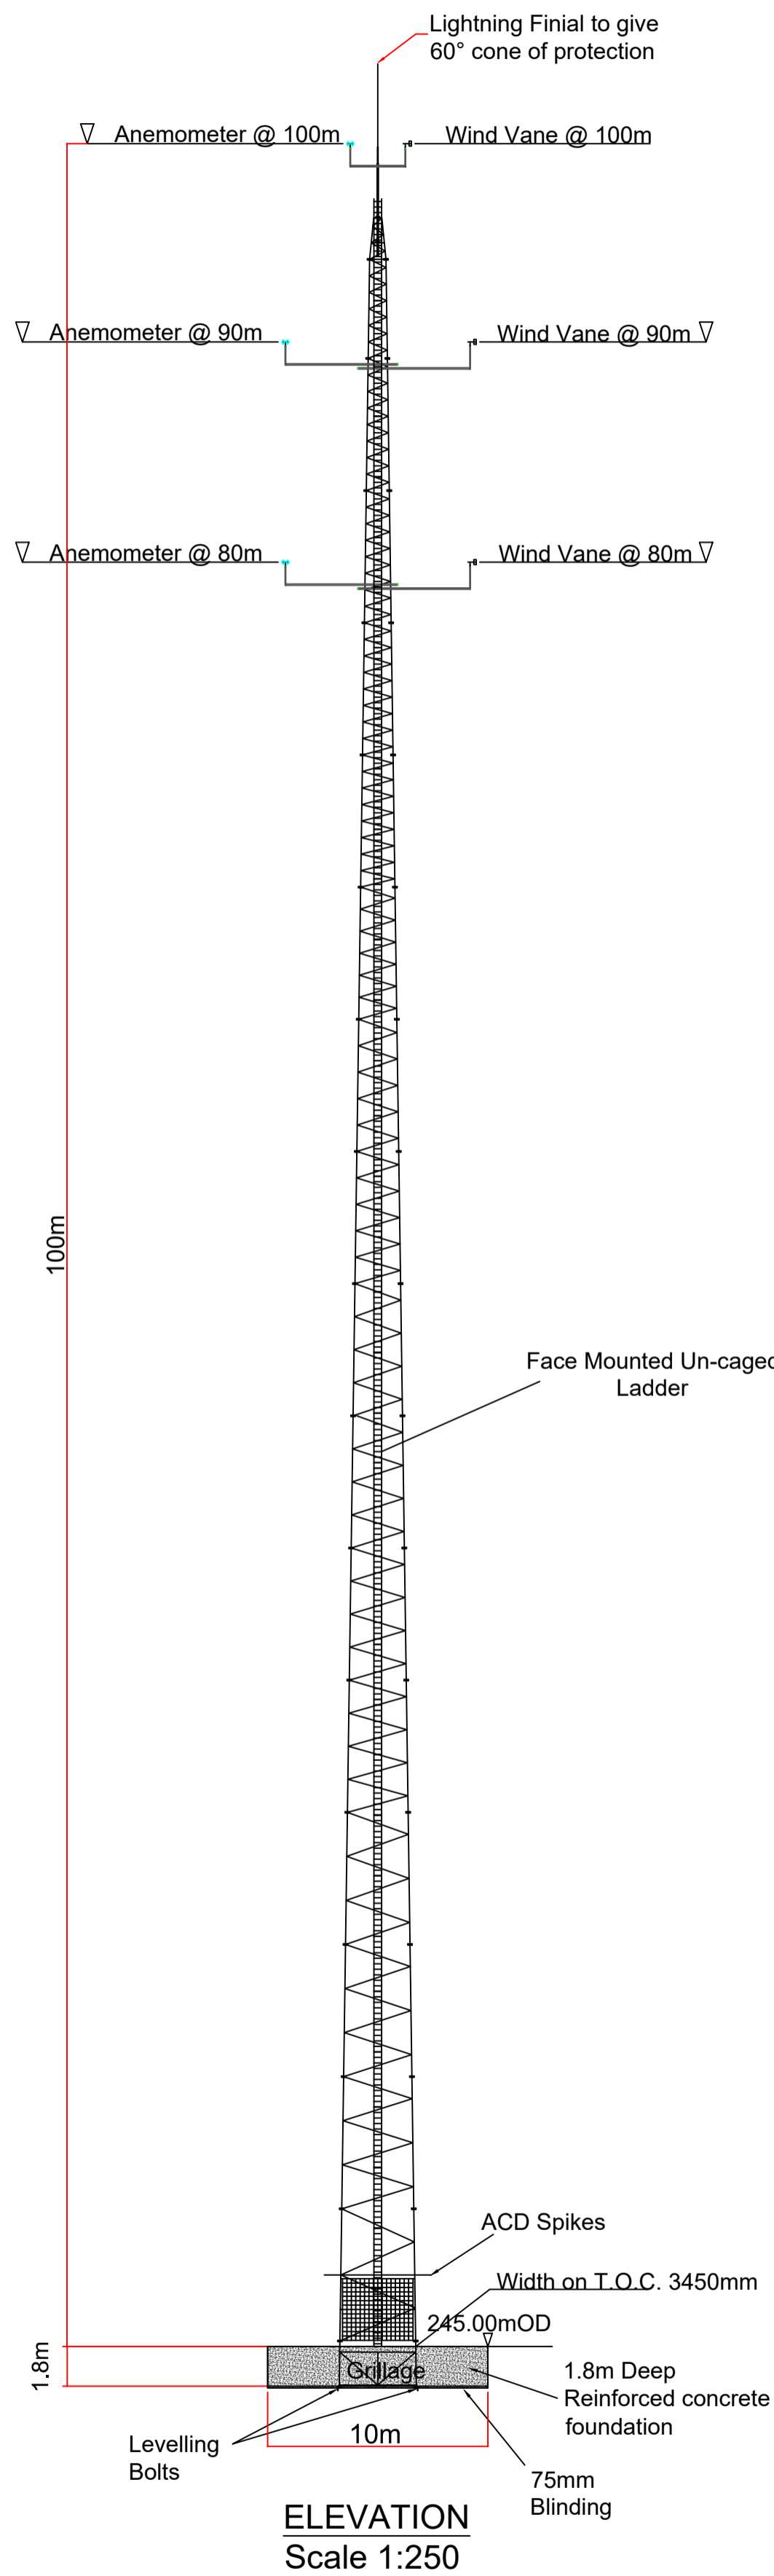 Lightning Finial to give
60° cone of protection
Anemometer @ 100m
Wind Vane @ 100m
Anemometer @ 90m
Wind Vane @ 90m
Anemometer @ 80m
Wind Vane @ 80m
100m
Face Mounted Un-caged
Ladder
ACD Spikes
Width on T.O.C. 3450mm
245.00mOD
1.8m
Grillage
1.8m Deep
Reinforced concrete
foundation
10m
Levelling
Bolts
75mm
Blinding
ELEVATION
Scale 1:250